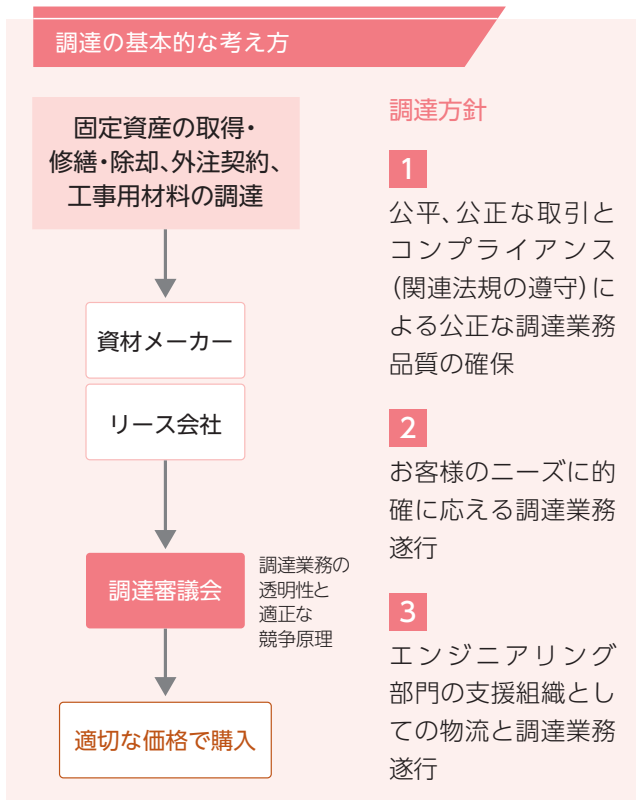 調達の基本的な考え方
固定資産の取得・
修繕・除却、外注契約、
工事用材料の調達
資材メーカー
リース会社
調達審議会
調達業務の
透明性と
適正な
競争原理
適切な価格で購入
調達方針
1
公平、公正な取引と
コンプライアンス
(関連法規の遵守)に
よる公正な調達業務
品質の確保
2
お客様のニーズに的
確に応える調達業務
遂行
3
エンジニアリング
部門の支援組織とし
ての物流と調達業務
遂行